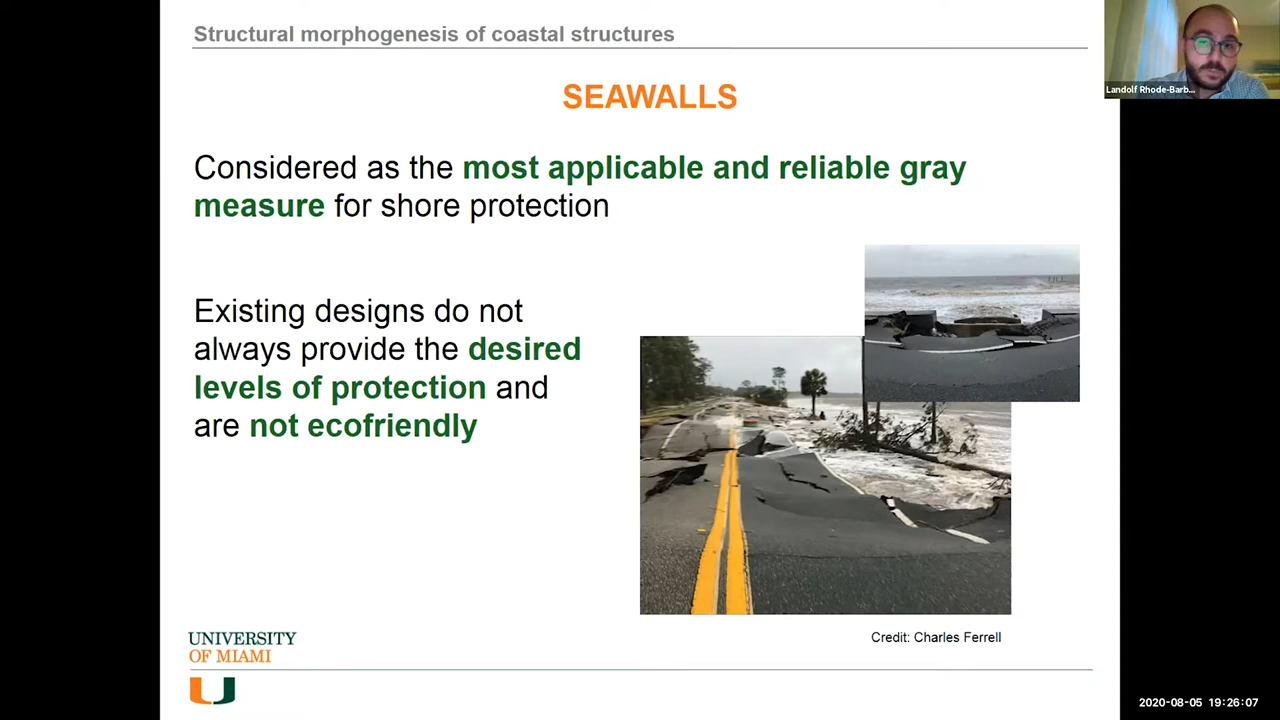 Structural morphogenesis of coastal structures
Landolf Rhode-Barb...
SEAWALLS
Considered as the most applicable and reliable gray
measure for shore protection
Existing designs do not
always provide the desired
levels of protection and
are not ecofriendly
Credit: Charles Ferrell
UNIVERSITY
OF MIAMI
2020-08-05 19:26:07